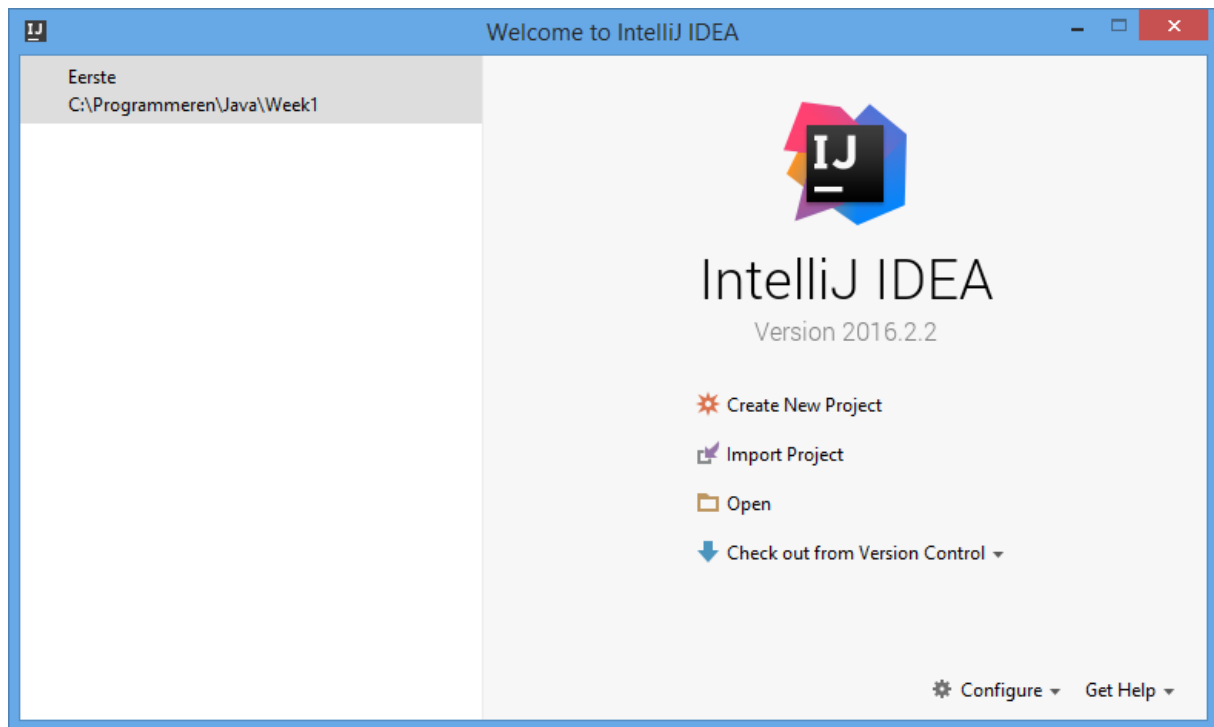 IJ
Welcome to IntelliJ IDEA
Eerste
C:\Programmeren\Java\Week1
IJ
IntelliJ IDEA
Version 2016.2.2
Create New Project
Import Project
Open
Check out from Version Control
Configure
Get Help